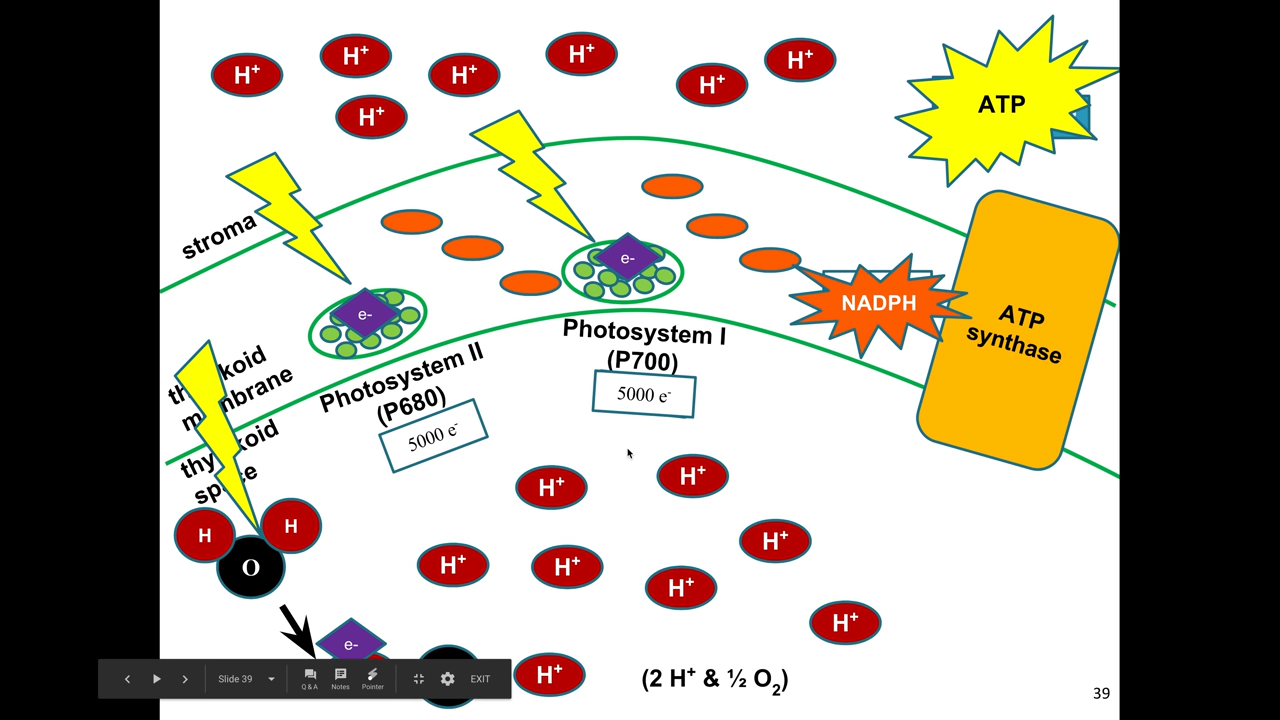 H+
H+
H+
H+
H+
H+
H+
ATP
stroma
e-
e-
NADPH
ATP
synthase
Photosystem I
(P700)
5000 e-
Photosystem II
(P680)
5000 e-
H+
H+
H+
H+
H+
H+
H+
H
H
O
e-
H+
(2 H+ & ½ O2)
Slide 39
Q & A
Notes
Pointer
EXIT
39